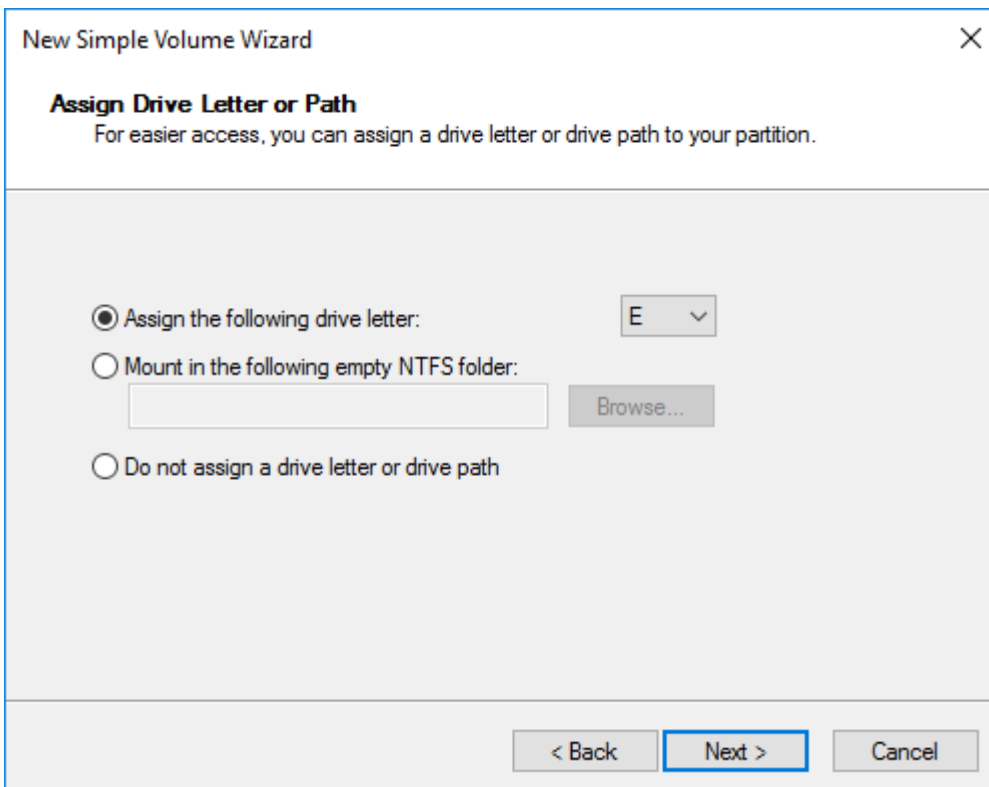 New Simple Volume Wizard
Assign Drive Letter or Path
For easier access, you can assign a drive letter or drive path to your partition.
Assign the following drive letter: E
Mount in the following empty NTFS folder:
Browse...
Do not assign a drive letter or drive path
< Back Next > Cancel